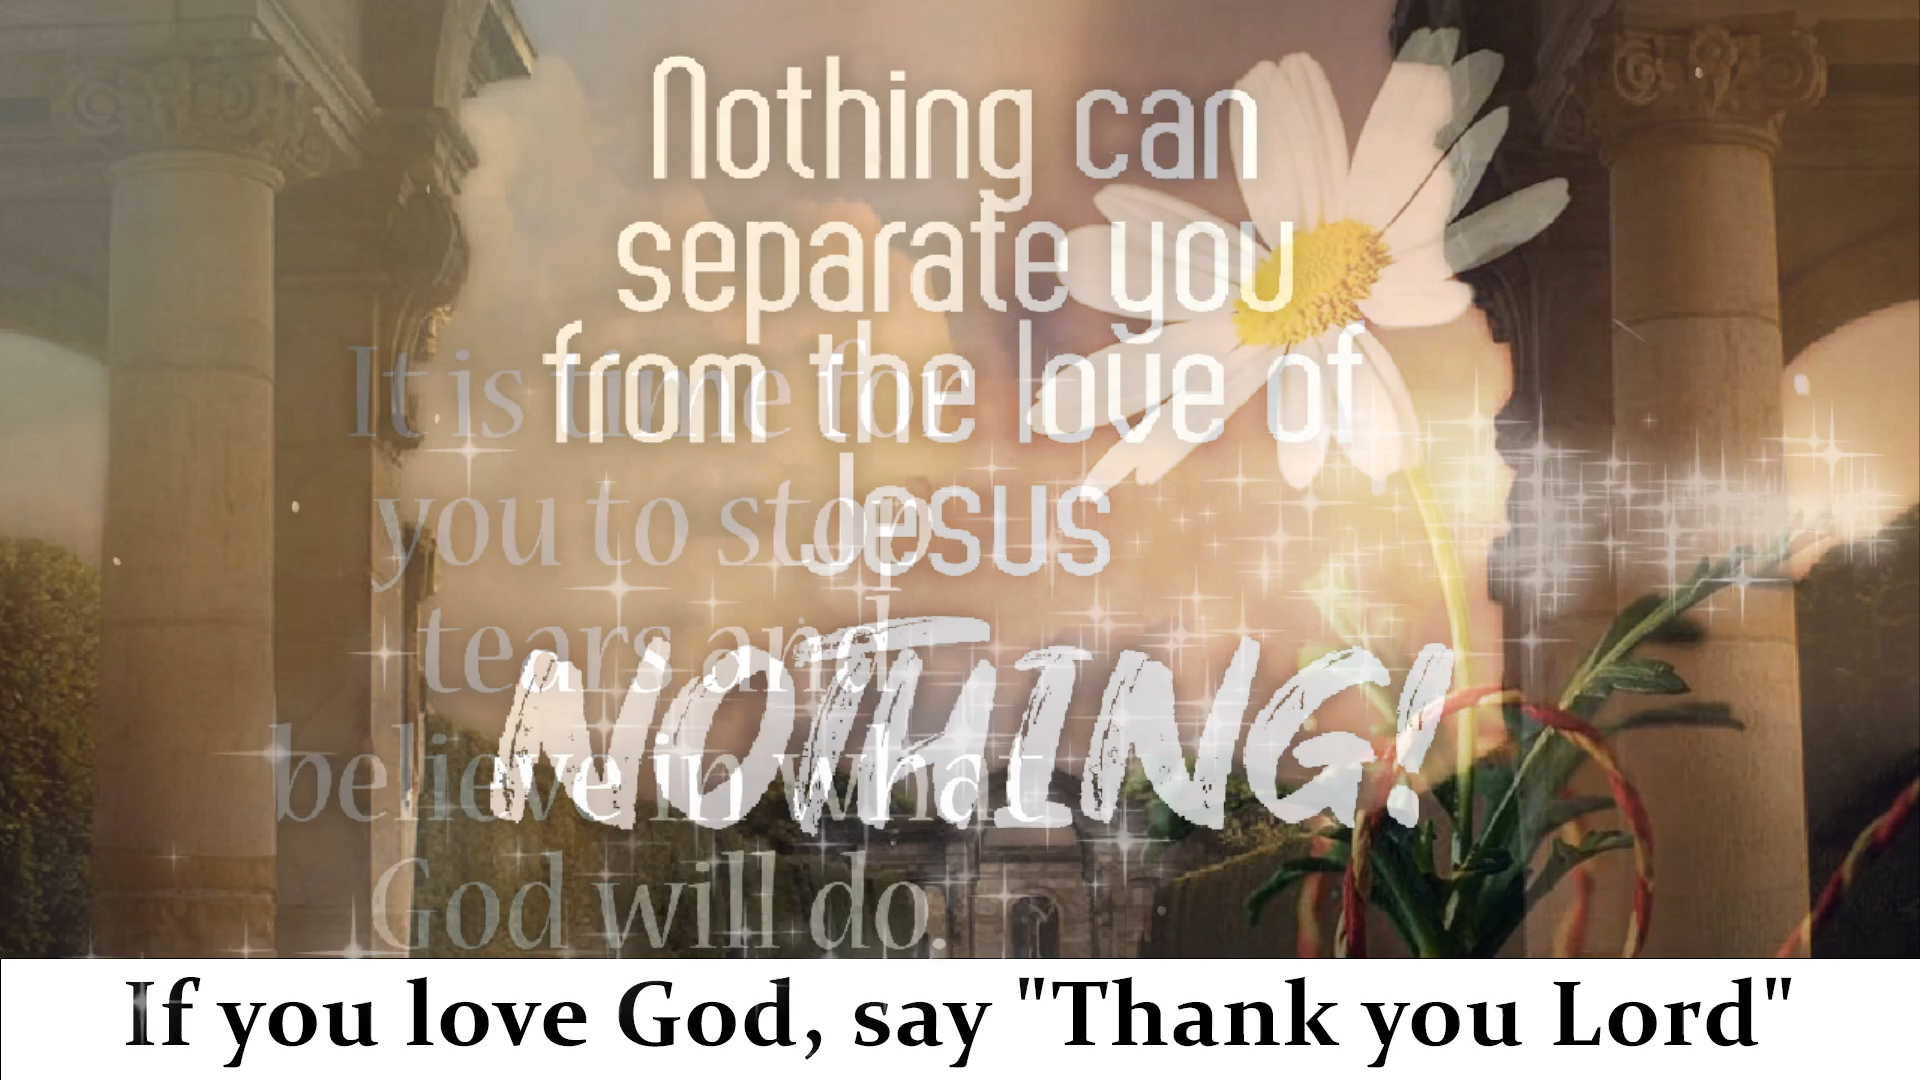 Nothing can
separate you
from the love of
Jesus
NOTHING!
It is time for
you to stop
tears and
believe in what
God will do.
If you love God, say "Thank you Lord"